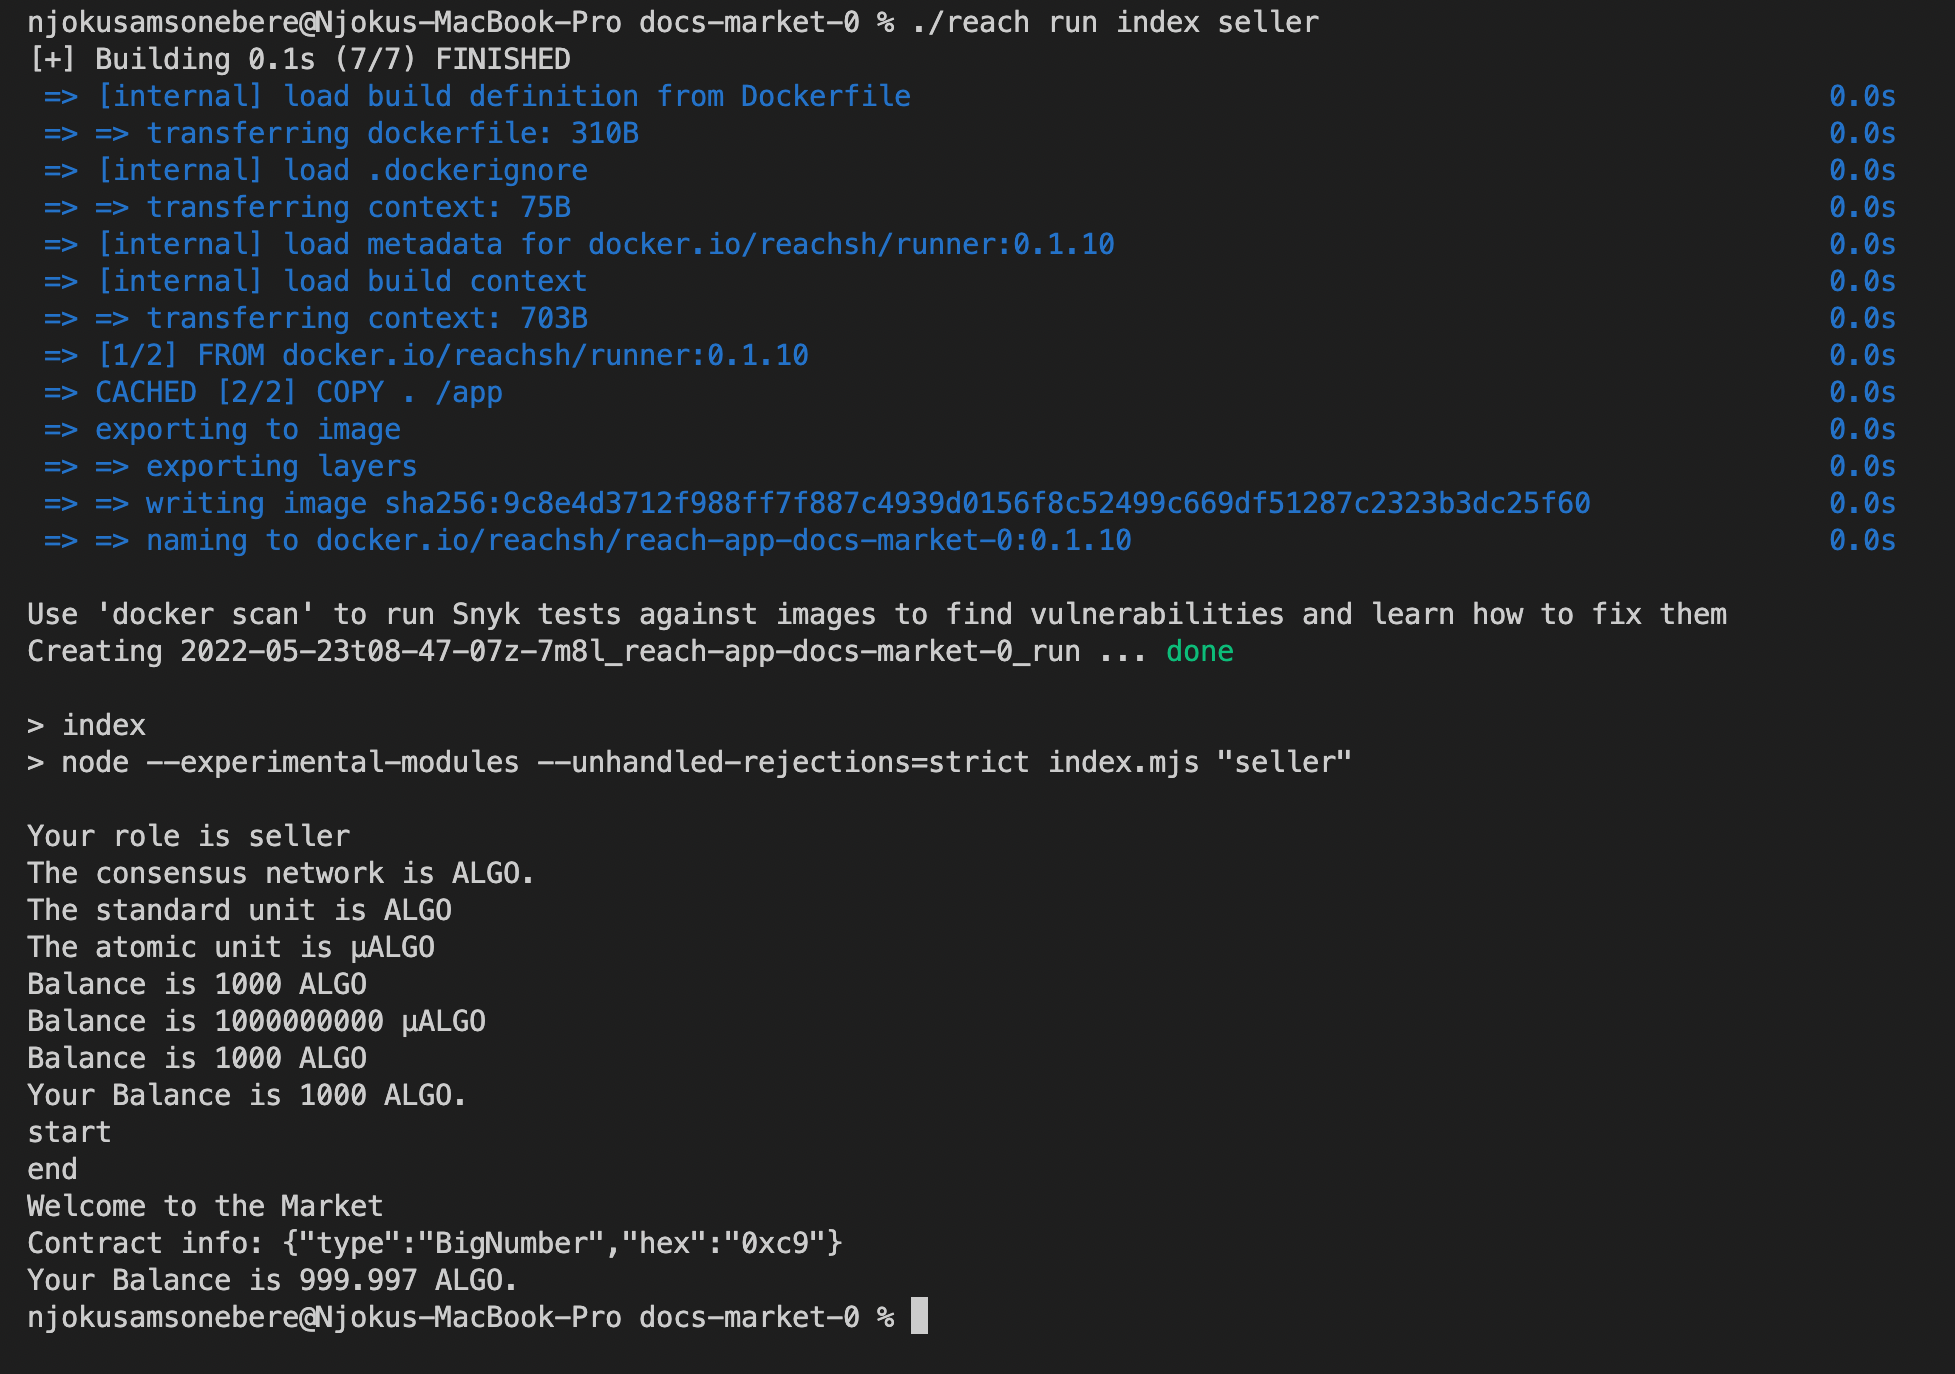 njokusamsonebere@Njokus-MacBook-Pro docs-market-0 % ./reach run index seller
[+] Building 0.1s (7/7) FINISHED
=> [internal] load build definition from Dockerfile 0.0s
=> => transferring dockerfile: 310B 0.0s
=> [internal] load .dockerignore 0.0s
=> => transferring context: 75B 0.0s
=> [internal] load metadata for docker.io/reachsh/runner:0.1.10 0.0s
=> [internal] load build context 0.0s
=> => transferring context: 703B 0.0s
=> [1/2] FROM docker.io/reachsh/runner:0.1.10 0.0s
=> CACHED [2/2] COPY . /app 0.0s
=> exporting to image 0.0s
=> => exporting layers 0.0s
=> => writing image sha256:9c8e4d3712f988ff7f887c4939d0156f8c52499c669df51287c2323b3dc25f60 0.0s
=> => naming to docker.io/reachsh/reach-app-docs-market-0:0.1.10 0.0s
Use 'docker scan' to run Snyk tests against images to find vulnerabilities and learn how to fix them
Creating 2022-05-23t08-47-07z-7m8l_reach-app-docs-market-0_run ... done
> index
> node --experimental-modules --unhandled-rejections=strict index.mjs "seller"
Your role is seller
The consensus network is ALGO.
The standard unit is ALGO
The atomic unit is μALGO
Balance is 1000 ALGO
Balance is 1000000000 μALGO
Balance is 1000 ALGO
Your Balance is 1000 ALGO.
start
end
Welcome to the Market
Contract info: {"type":"BigNumber","hex":"0xc9"}
Your Balance is 999.997 ALGO.
njokusamsonebere@Njokus-MacBook-Pro docs-market-0 %